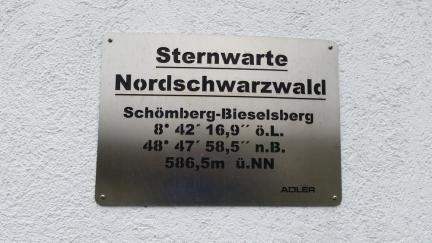 Sternwarte
Nordschwarzwald
Schömberg-Bieselsberg
8° 42´ 16,9´´ ö.L.
48° 47´ 58,5´´ n.B.
586,5m ü.NN
ADLER